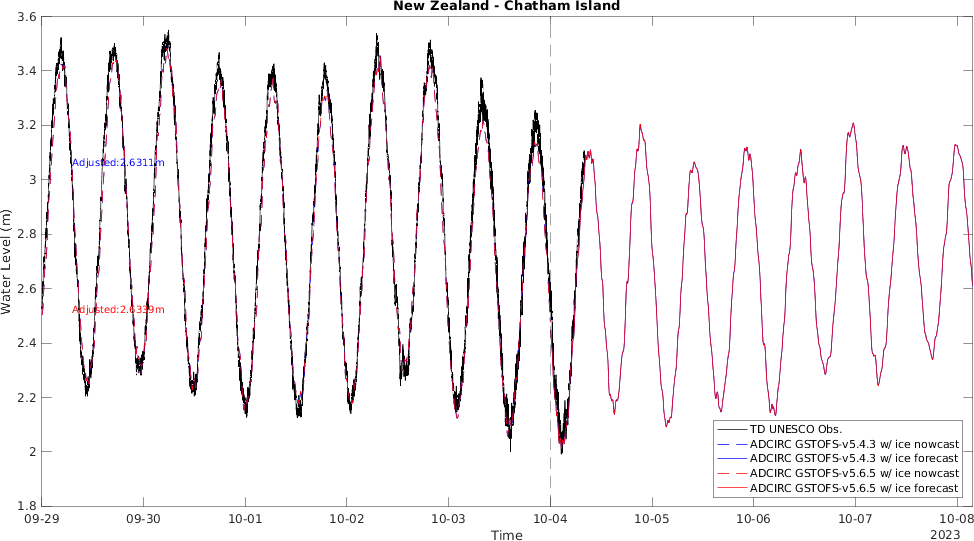 New Zealand - Chatham Island
3.6
3.4
3.2
3
2.8
2.6
2.4
2.2
2
1.8
Water Level (m)
Adjusted:2.6311m
Adjusted:2.6339m
TD UNESCO Obs.
ADCIRC GSTOFS-v5.4.3 w/ ice nowcast
ADCIRC GSTOFS-v5.4.3 w/ ice forecast
ADCIRC GSTOFS-v5.6.5 w/ ice nowcast
ADCIRC GSTOFS-v5.6.5 w/ ice forecast
09-29 09-30 10-01 10-02 10-03 10-04 10-05 10-06 10-07 10-08
2023
Time